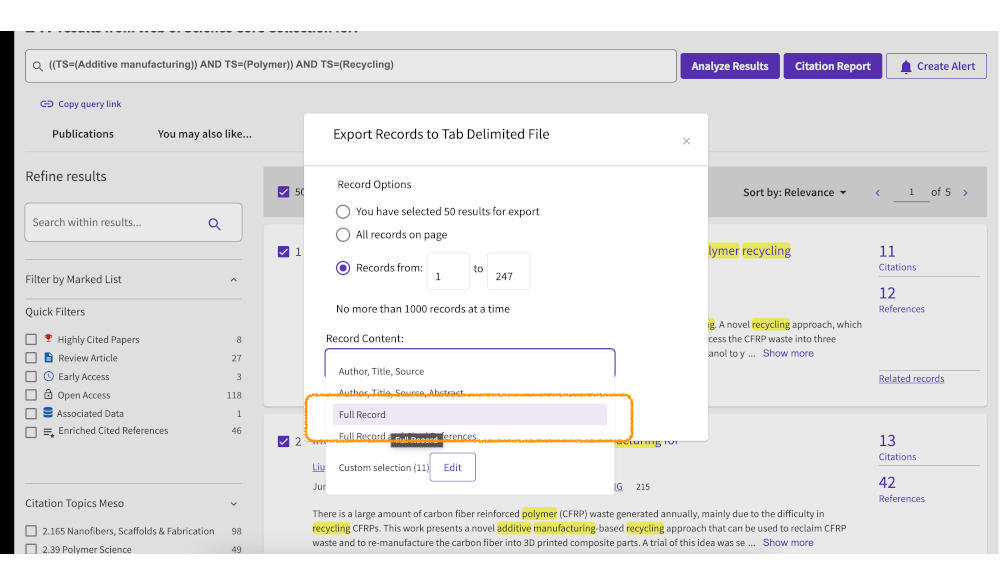 results from Web of Science Core Collection for:
((TS=(Additive manufacturing)) AND TS=(Polymer)) AND TS=(Recycling)
Analyze Results
Citation Report
Create Alert
Copy query link
Publications
You may also like...
Export Records to Tab Delimited File
Refine results
Search within results...
Filter by Marked List
Quick Filters
Highly Cited Papers 8
Review Article 27
Early Access 3
Open Access 118
Associated Data 1
Enriched Cited References 46
Citation Topics Meso
2.165 Nanofibers, Scaffolds & Fabrication 98
2.39 Polymer Science 49
Record Options
You have selected 50 results for export
All records on page
Records from: 1 to 247
No more than 1000 records at a time
Record Content:
Author, Title, Source
Author, Title, Source, Abstract
Full Record
Full Record and Cited References
Full Record
Custom selection (11) Edit
50
Sort by: Relevance
1 of 5
1
recycling
11
Citations
12
References
. A novel recycling approach, which
cess the CFRP waste into three
anol to y ... Show more
Related records
2
for
13
Citations
Liu
Jun
G 215
42
References
There is a large amount of carbon fiber reinforced polymer (CFRP) waste generated annually, mainly due to the difficulty in
recycling CFRPs. This work presents a novel additive manufacturing-based recycling approach that can be used to reclaim CFRP
waste and to re-manufacture the carbon fiber into 3D printed composite parts. A trial of this idea was se ... Show more